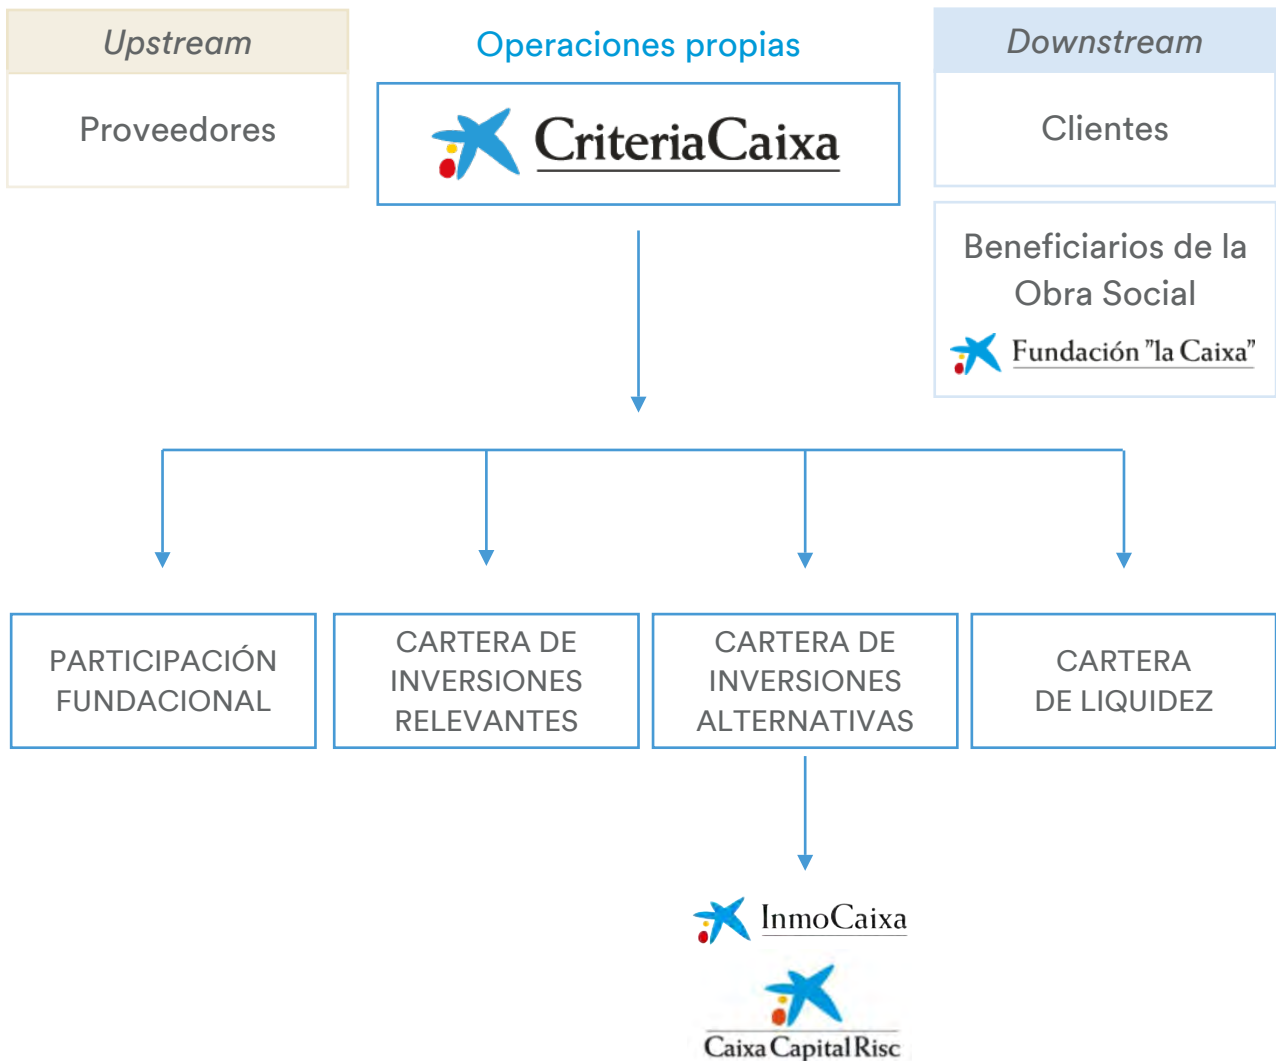 Upstream
Proveedores
Operaciones propias
CriteriaCaixa
Downstream
Clientes
Beneficiarios de la
Obra Social
Fundación "la Caixa"
PARTICIPACIÓN
FUNDACIONAL
CARTERA DE
INVERSIONES
RELEVANTES
CARTERA DE
INVERSIONES
ALTERNATIVAS
CARTERA
DE LIQUIDEZ
InmoCaixa
Caixa Capital Risc